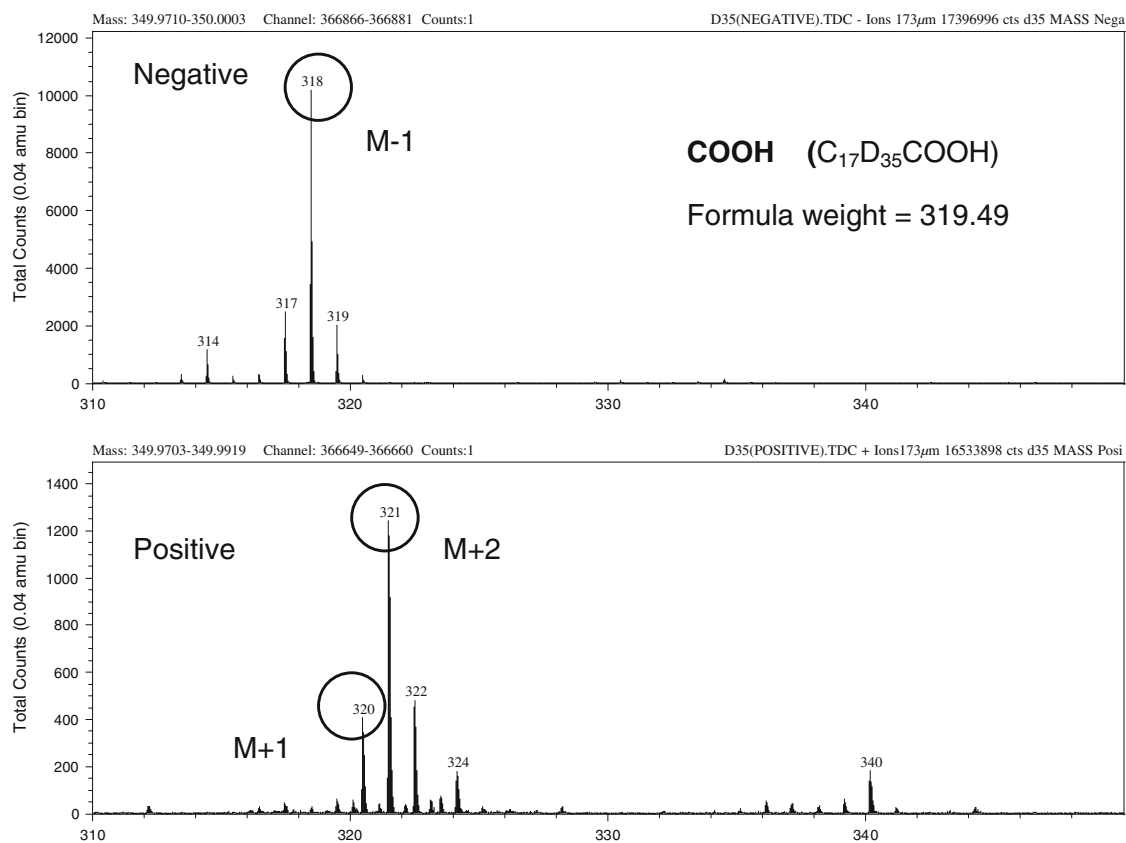 Mass: 349.9710-350.0003 Channel: 366866-366881 Counts:1 D35(NEGATIVE).TDC - Ions 173μm 17396996 cts d35 MASS Nega
Total Counts (0.04 amu bin)
12000
10000
8000
6000
4000
2000
0
Negative
318
M-1
COOH (C₁₇D₃₅COOH)
Formula weight = 319.49
314
317
319
310 320 330 340
Mass: 349.9703-349.9919 Channel: 366649-366660 Counts:1 D35(POSITIVE).TDC + Ions173μm 16533898 cts d35 MASS Posi
Total Counts (0.04 amu bin)
1400
1200
1000
800
600
400
200
0
Positive
321
M+2
320
M+1
322
324
340
310 320 330 340